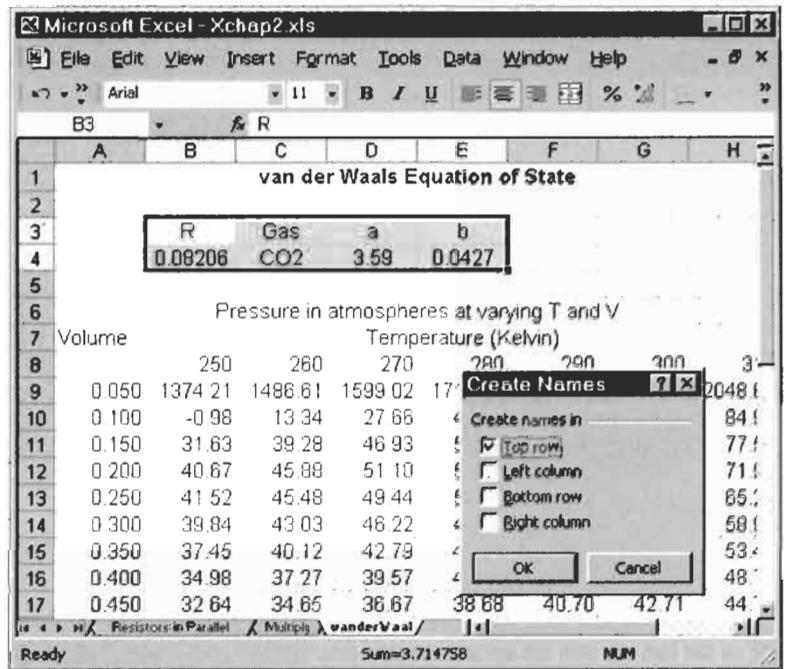 Microsoft Excel - Xchap2.xls
File Edit View Insert Format Tools Data Window Help
Arial 11 B I U %
B3 fx R
A B C D E F G H
1 van der Waals Equation of State
2
3 R Gas a b
4 0.08206 CO2 3.59 0.0427
5
6 Pressure in atmospheres at varying T and V
7 Volume Temperature (Kelvin)
8 250 260 270 280 290 300
9 0.050 1374.21 1486.61 1599.02
10 0.100 -0.98 13.34 27.66
11 0.150 31.63 39.28 46.93
12 0.200 40.67 45.88 51.10
13 0.250 41.52 45.48 49.44
14 0.300 39.84 43.03 46.22
15 0.350 37.45 40.12 42.79
16 0.400 34.98 37.27 39.57
17 0.450 32.64 34.65 36.67 38.68 40.70 42.71
Create Names ?
Create names in
Top row
Left column
Bottom row
Right column
OK Cancel
Resistors in Parallel Multiply vanderWaal
Ready Sum=3.714758 NUM